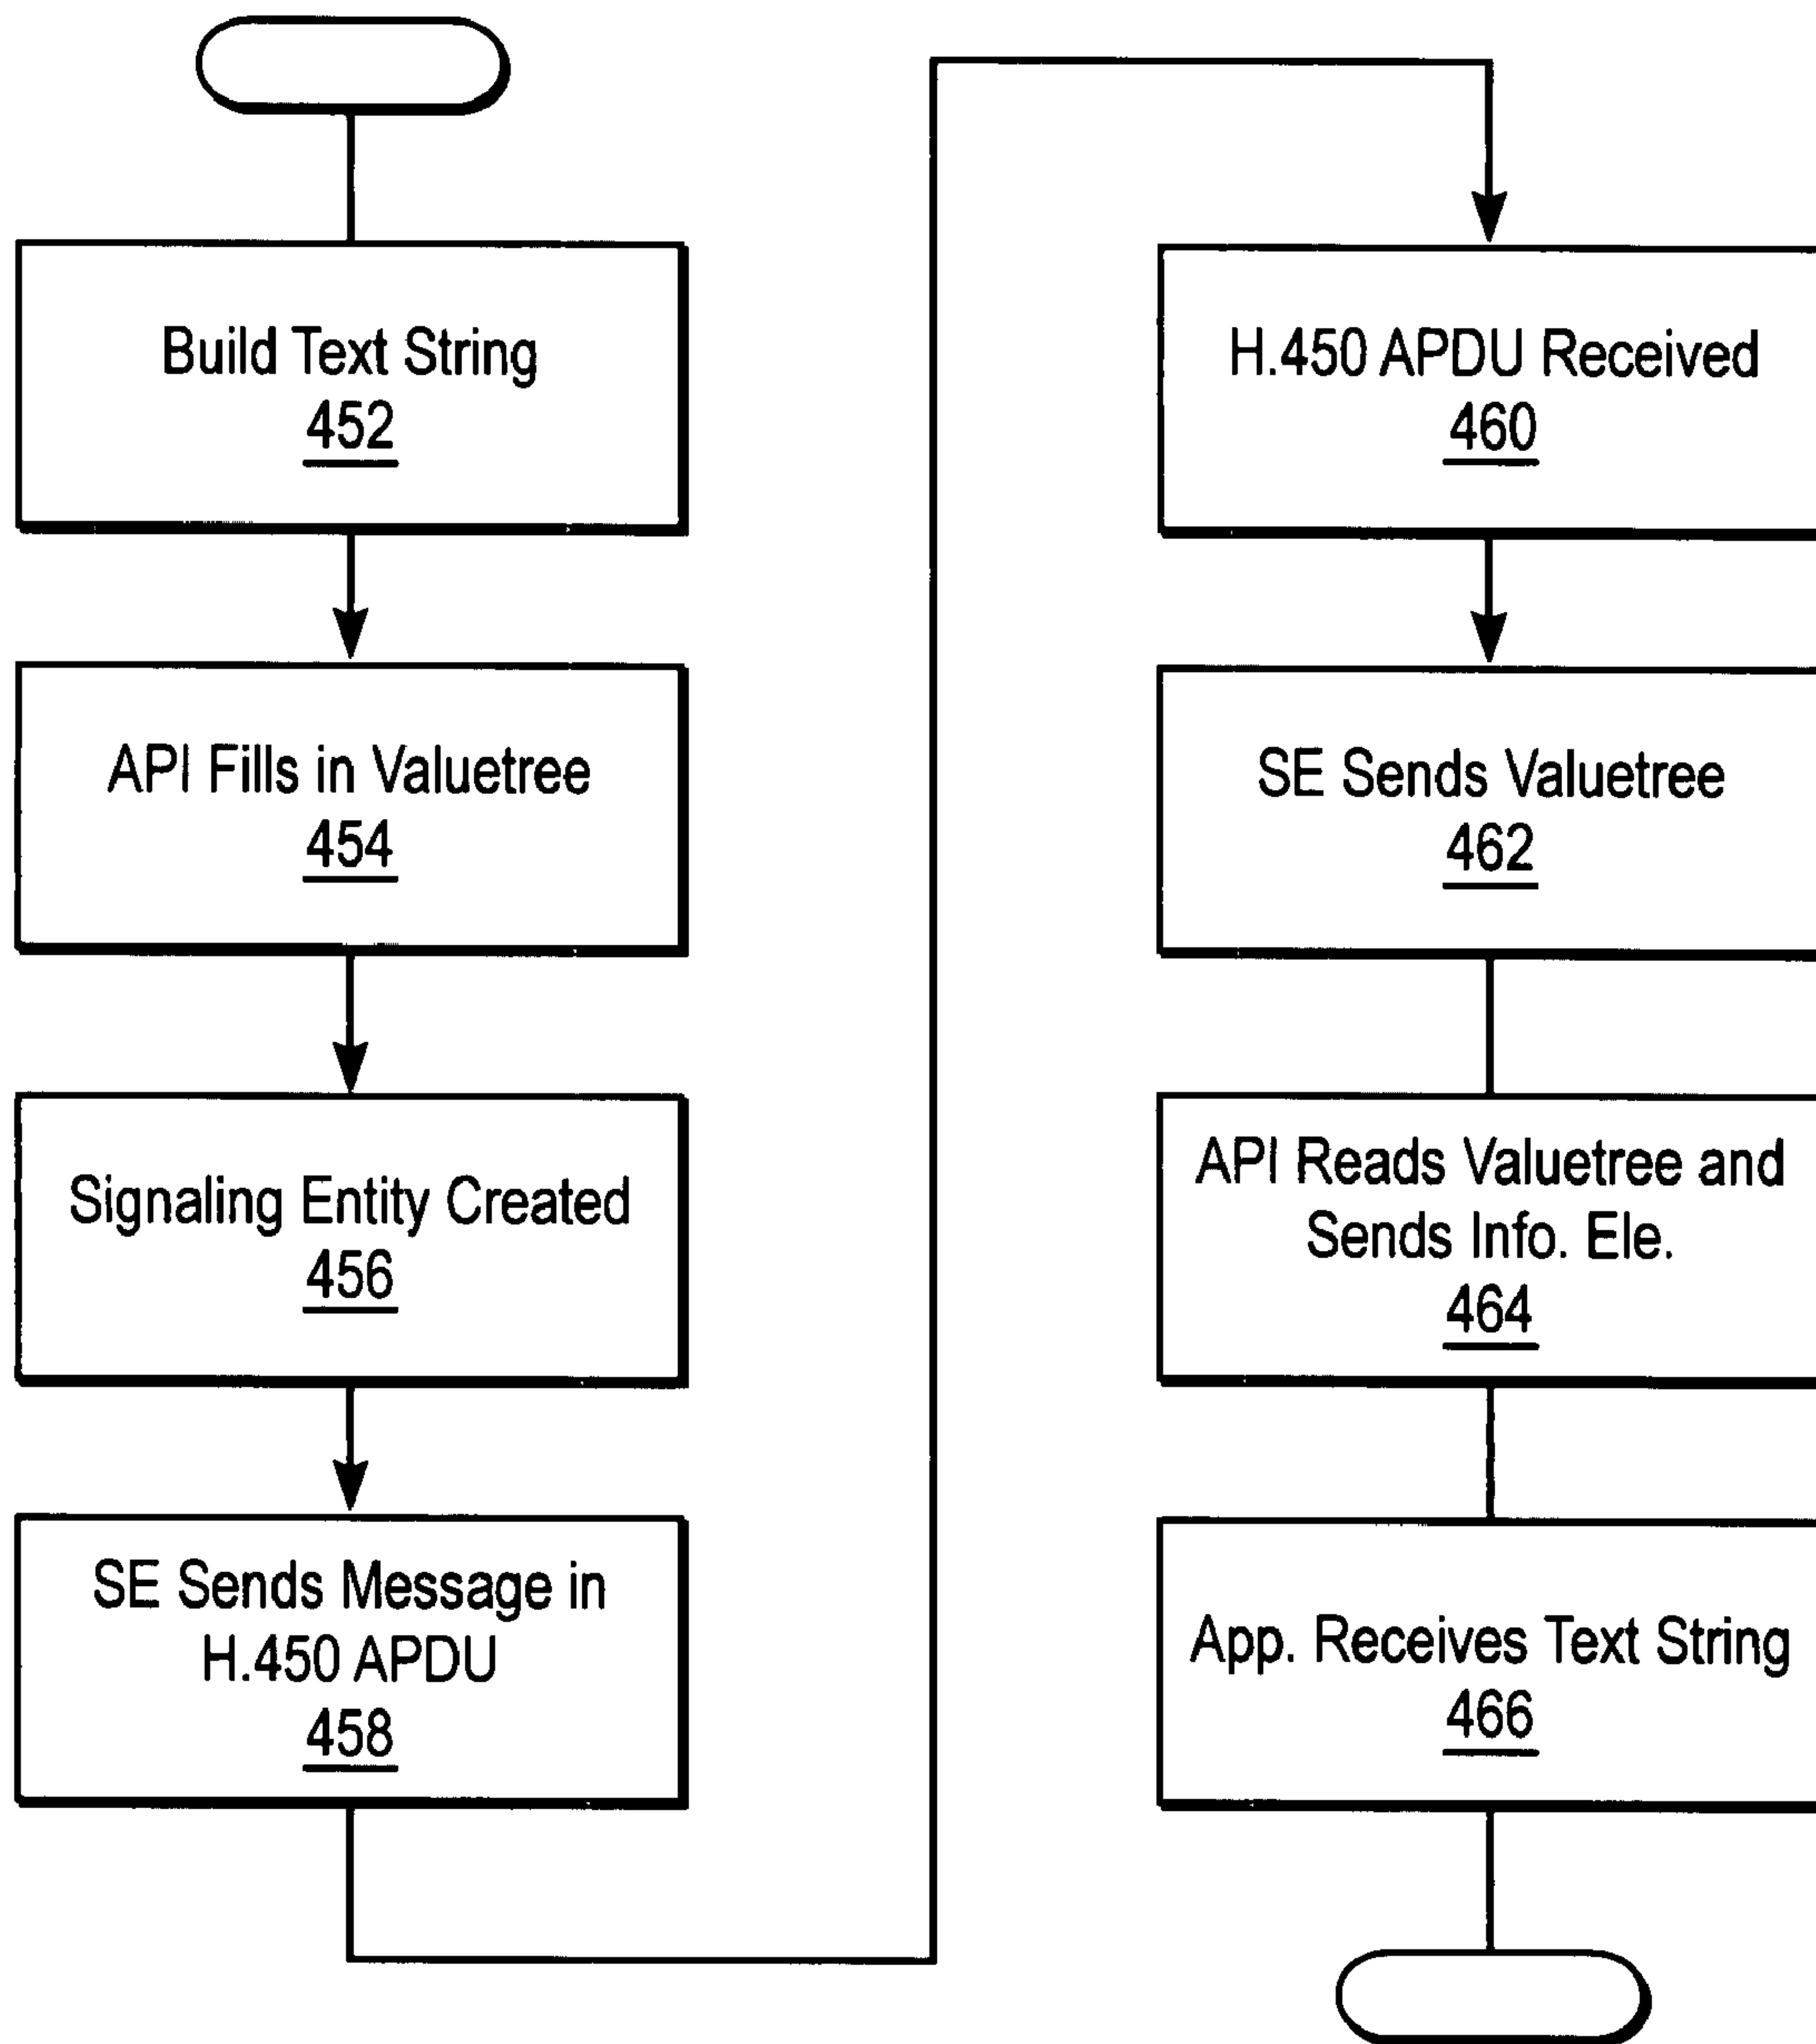 Build Text String
452
API Fills in Valuetree
454
Signaling Entity Created
456
SE Sends Message in
H.450 APDU
458
H.450 APDU Received
460
SE Sends Valuetree
462
API Reads Valuetree and
Sends Info. Ele.
464
App. Receives Text String
466